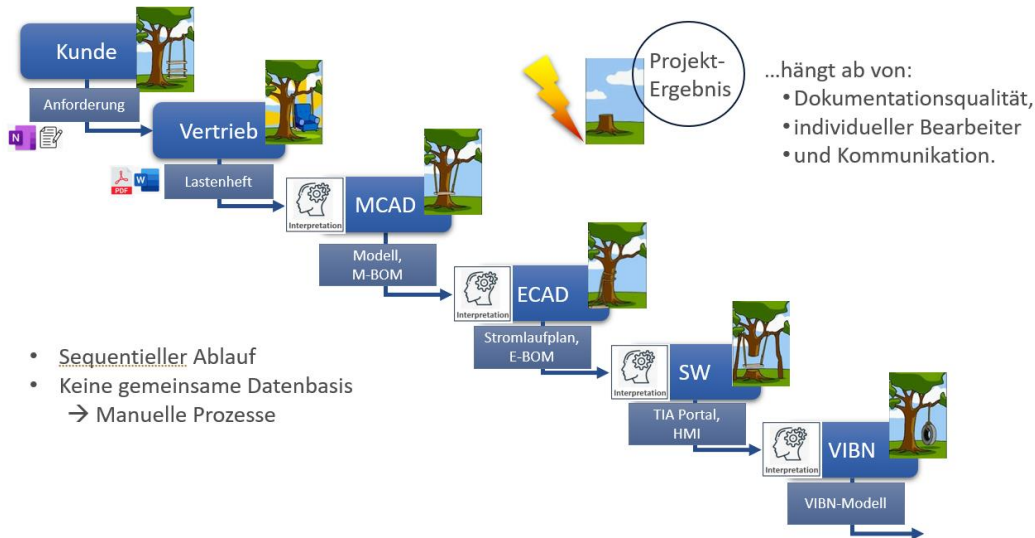 Kunde
Anforderung
N
Vertrieb
PDF
W
Lastenheft
Interpretation
MCAD
Modell,
M-BOM
Interpretation
ECAD
Stromlaufplan,
E-BOM
Interpretation
SW
TIA Portal,
HMI
Interpretation
VIBN
VIBN-Modell
Projekt-
Ergebnis
...hängt ab von:
• Dokumentationsqualität,
• individueller Bearbeiter
• und Kommunikation.
• Sequentieller Ablauf
• Keine gemeinsame Datenbasis
→ Manuelle Prozesse